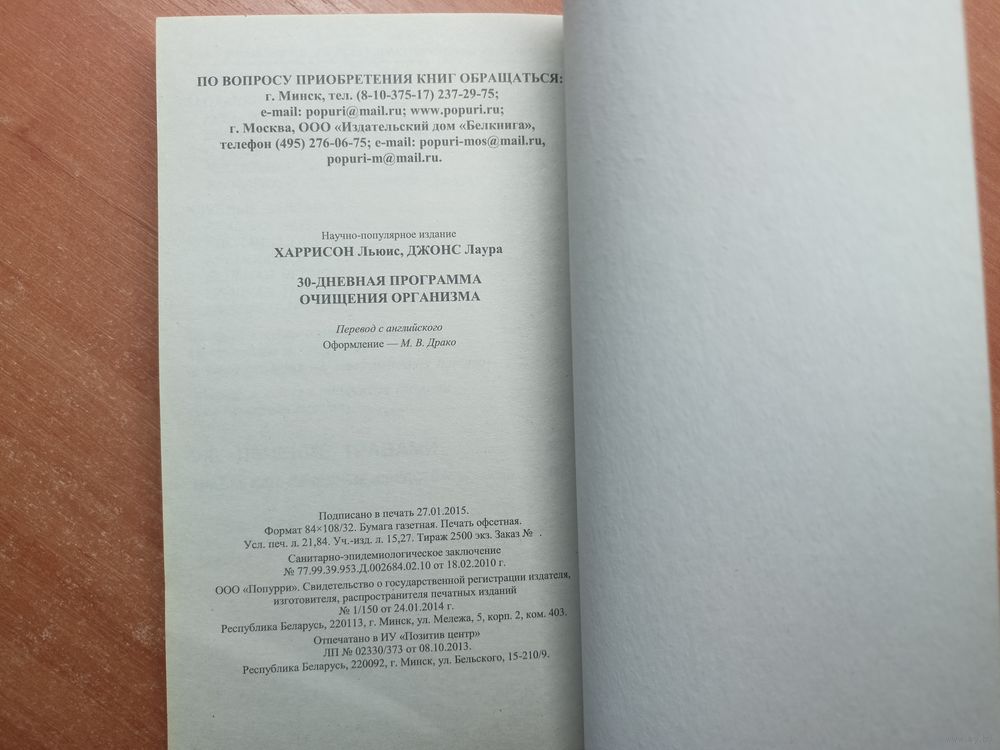 ПО ВОПРОСУ ПРИОБРЕТЕНИЯ КНИГ ОБРАЩАТЬСЯ:
г. Минск, тел. (8-10-375-17) 237-29-75;
e-mail: popuri@mail.ru; www.popuri.ru;
г. Москва, ООО «Издательский дом «Белкнига»,
телефон (495) 276-06-75; e-mail: popuri-mos@mail.ru,
popuri-m@mail.ru.
Научно-популярное издание
ХАРРИСОН Льюис, ДЖОНС Лаура
30-ДНЕВНАЯ ПРОГРАММА
ОЧИЩЕНИЯ ОРГАНИЗМА
Перевод с английского
Оформление — М. В. Драко
Подписано в печать 27.01.2015.
Формат 84×108/32. Бумага газетная. Печать офсетная.
Усл. печ. л. 21,84. Уч.-изд. л. 15,27. Тираж 2500 экз. Заказ № .
Санитарно-эпидемиологическое заключение
№ 77.99.39.953.Д.002684.02.10 от 18.02.2010 г.
ООО «Попурри». Свидетельство о государственной регистрации издателя,
изготовителя, распространителя печатных изданий
№ 1/150 от 24.01.2014 г.
Республика Беларусь, 220113, г. Минск, ул. Мележа, 5, корп. 2, ком. 403.
Отпечатано в ИУ «Позитив центр»
ЛП № 02330/373 от 08.10.2013.
Республика Беларусь, 220092, г. Минск, ул. Бельского, 15-210/9.